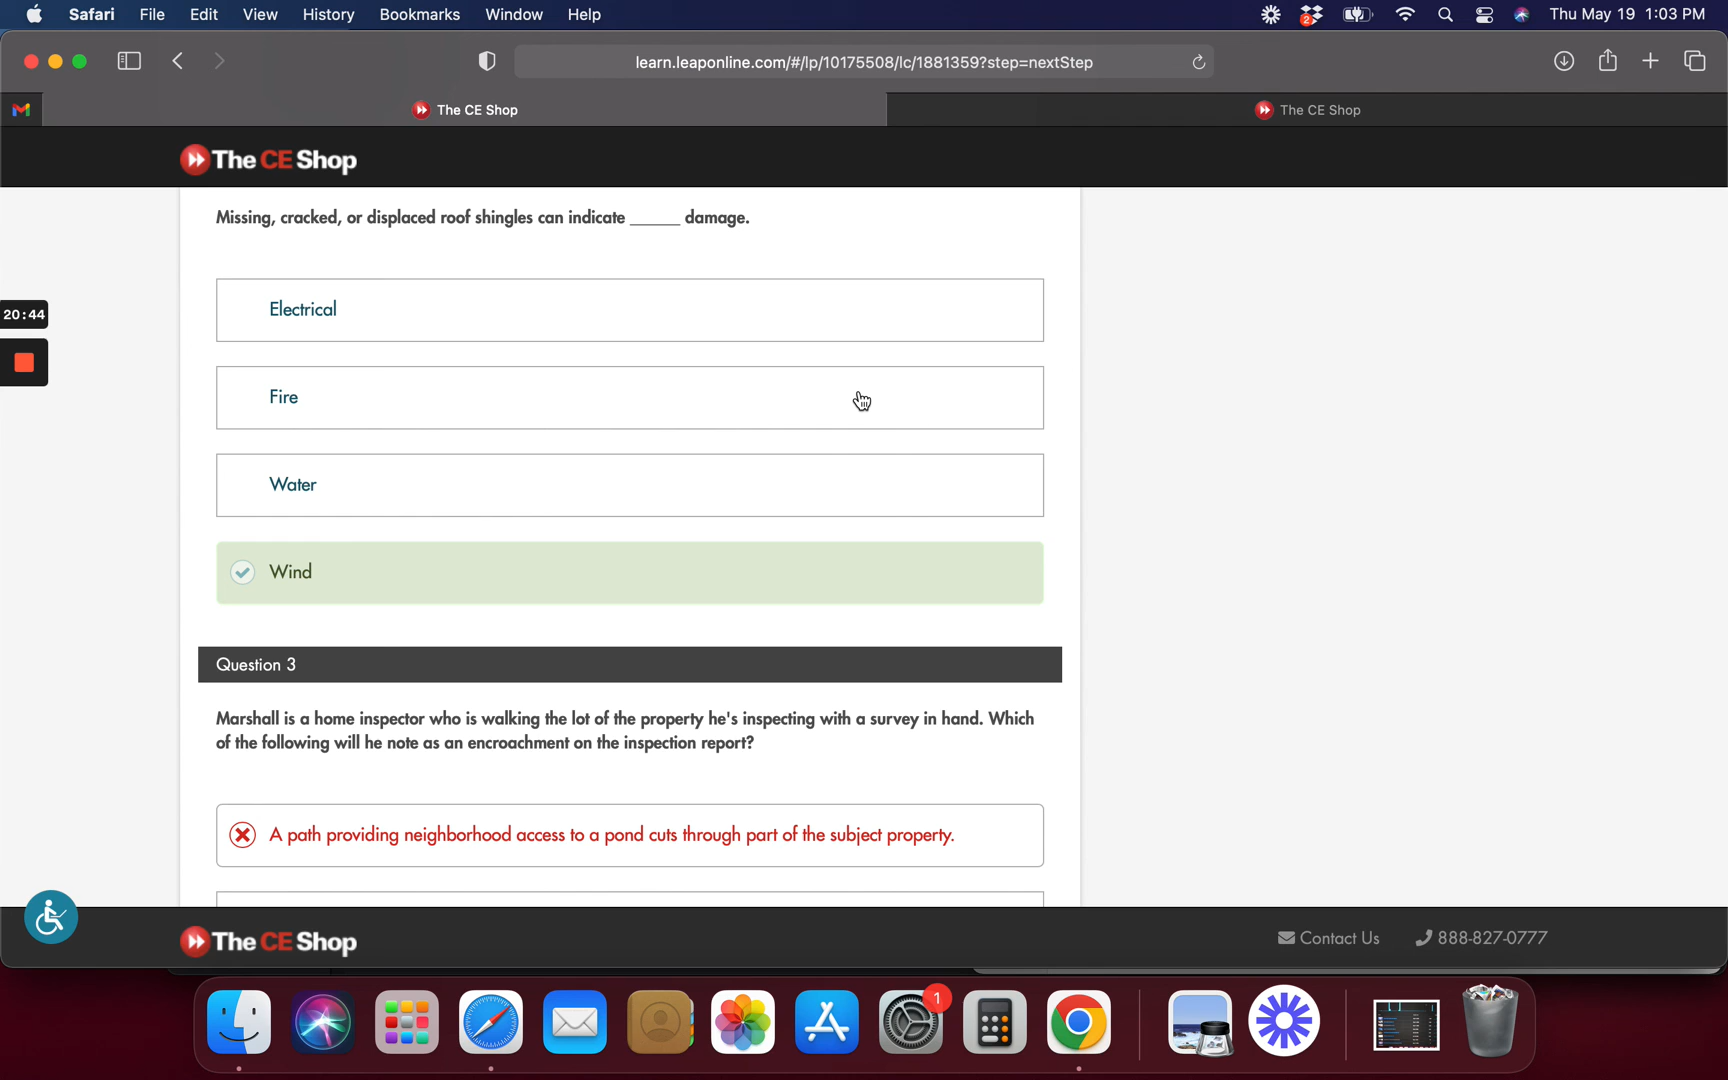 Safari File Edit View History Bookmarks Window Help
2
Thu May 19 1:03 PM
learn.leaponline.com/#/lp/10175508/lc/1881359?step=nextStep
The CE Shop
The CE Shop
The CE Shop
Missing, cracked, or displaced roof shingles can indicate ______ damage.
Electrical
20:44
Fire
Water
Wind
Question 3
Marshall is a home inspector who is walking the lot of the property he's inspecting with a survey in hand. Which
of the following will he note as an encroachment on the inspection report?
A path providing neighborhood access to a pond cuts through part of the subject property.
The CE Shop
Contact Us
888-827-0777
1